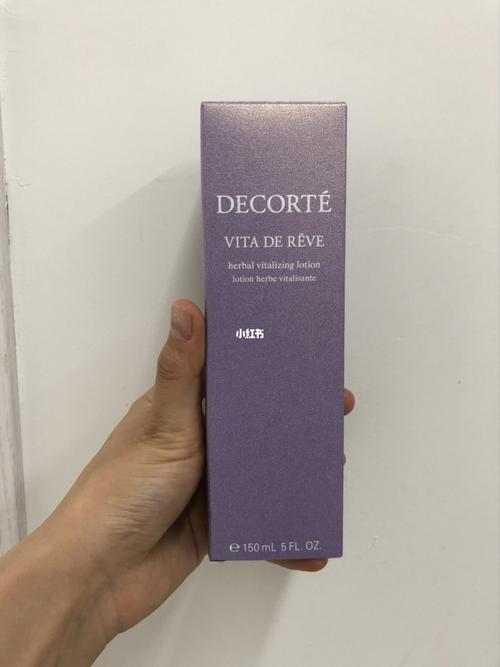 DECORTÉ
VITA DE RÊVE
herbal vitalizing lotion
lotion herbe vitalisante
小红书
℮ 150 mL 5 FL. OZ.